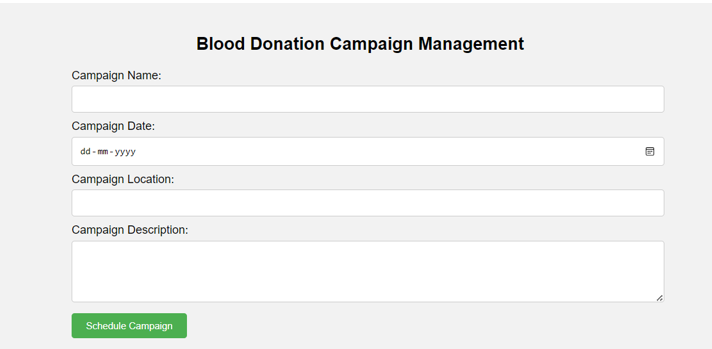 Blood Donation Campaign Management
Campaign Name:
Campaign Date:
dd-mm-yyyy
Campaign Location:
Campaign Description:
Schedule Campaign